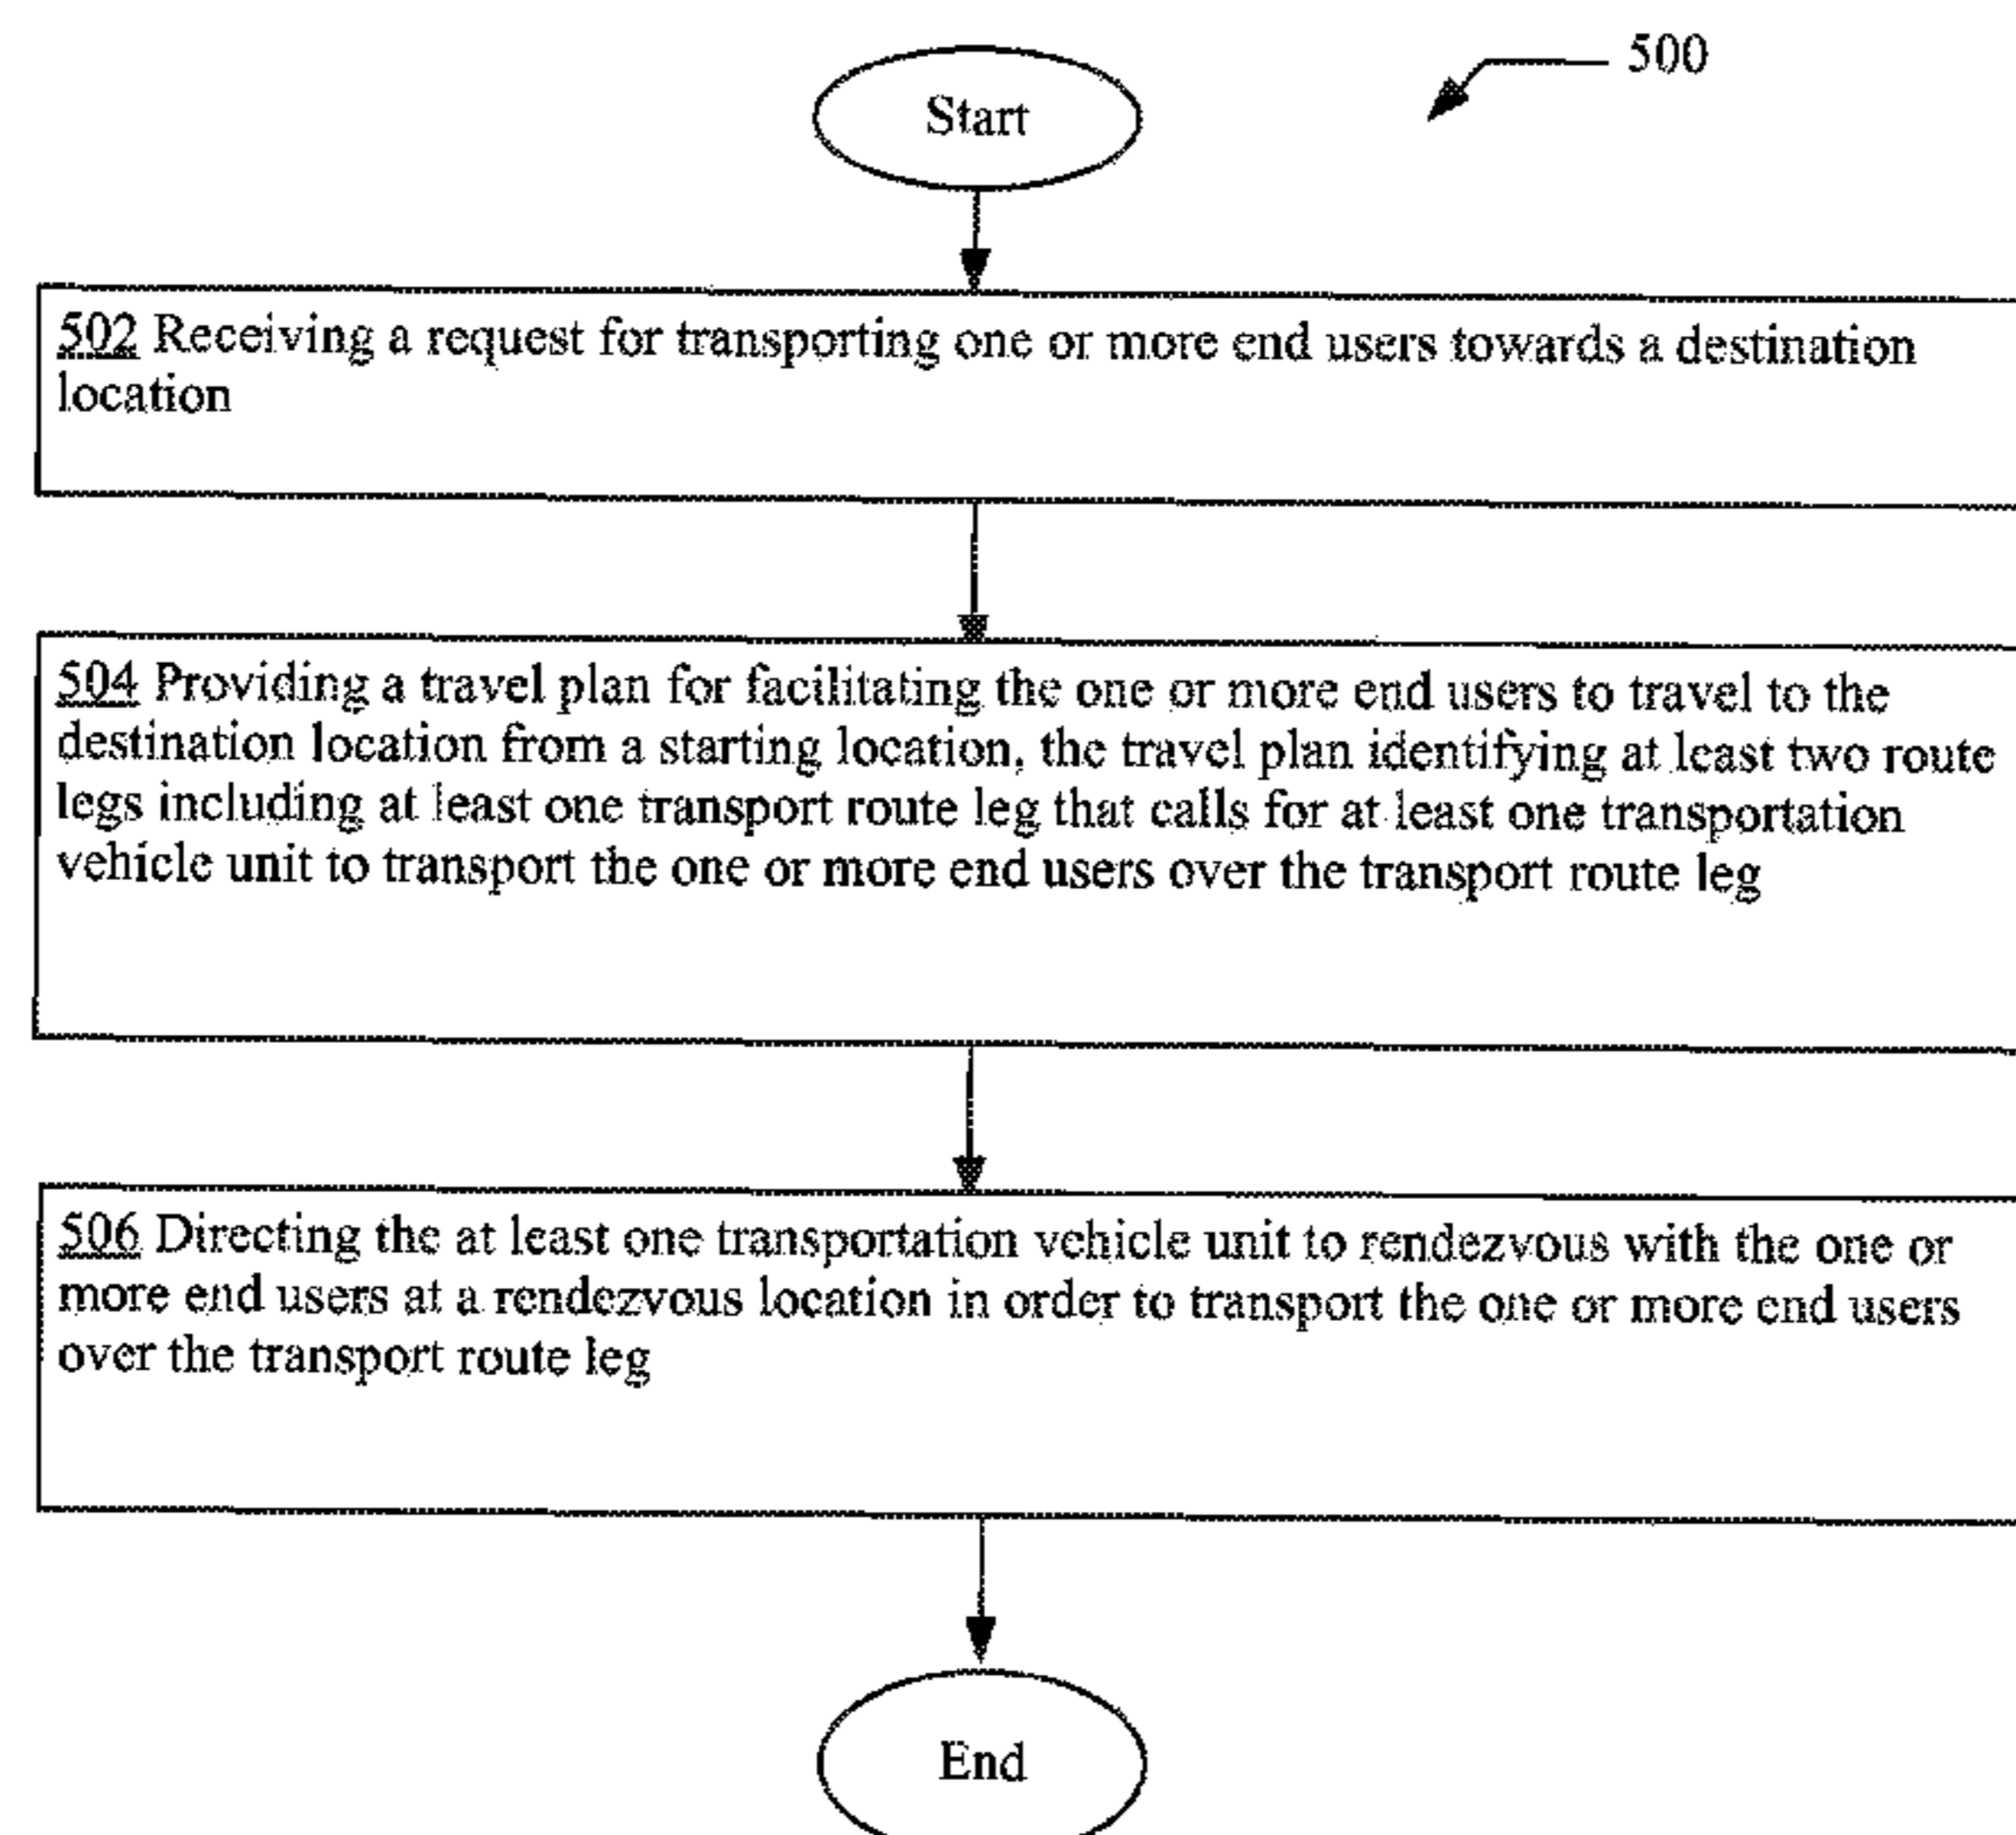 500
Start
502 Receiving a request for transporting one or more end users towards a destination
location
504 Providing a travel plan for facilitating the one or more end users to travel to the
destination location from a starting location, the travel plan identifying at least two route
legs including at least one transport route leg that calls for at least one transportation
vehicle unit to transport the one or more end users over the transport route leg
506 Directing the at least one transportation vehicle unit to rendezvous with the one or
more end users at a rendezvous location in order to transport the one or more end users
over the transport route leg
End